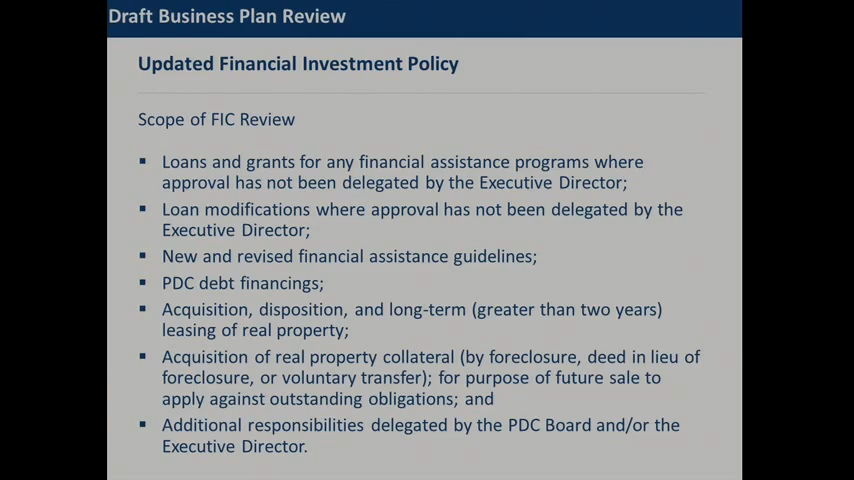 Draft Business Plan Review
Updated Financial Investment Policy
Scope of FIC Review
▪ Loans and grants for any financial assistance programs where
approval has not been delegated by the Executive Director;
▪ Loan modifications where approval has not been delegated by the
Executive Director;
▪ New and revised financial assistance guidelines;
▪ PDC debt financings;
▪ Acquisition, disposition, and long-term (greater than two years)
leasing of real property;
▪ Acquisition of real property collateral (by foreclosure, deed in lieu of
foreclosure, or voluntary transfer); for purpose of future sale to
apply against outstanding obligations; and
▪ Additional responsibilities delegated by the PDC Board and/or the
Executive Director.